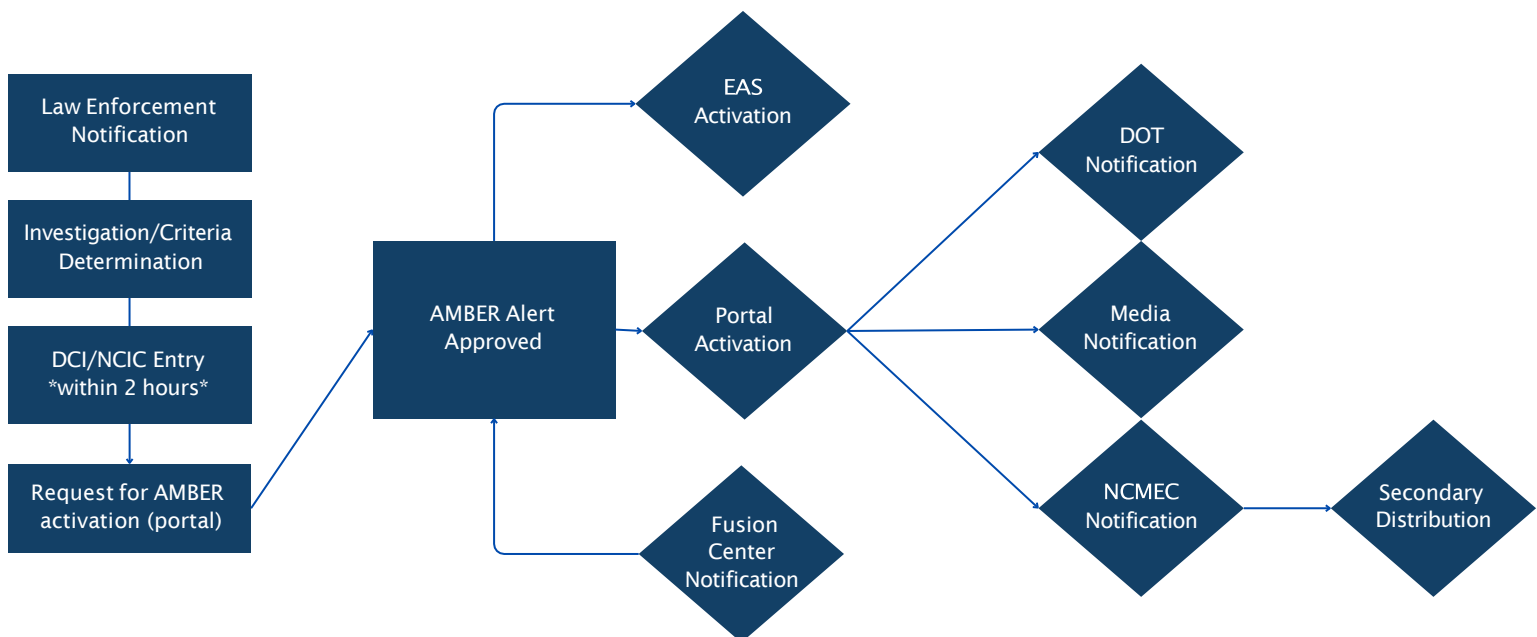 Law Enforcement
Notification
Investigation/Criteria
Determination
DCI/NCIC Entry
*within 2 hours*
Request for AMBER
activation (portal)
AMBER Alert
Approved
EAS
Activation
Portal
Activation
Fusion
Center
Notification
DOT
Notification
Media
Notification
NCMEC
Notification
Secondary
Distribution